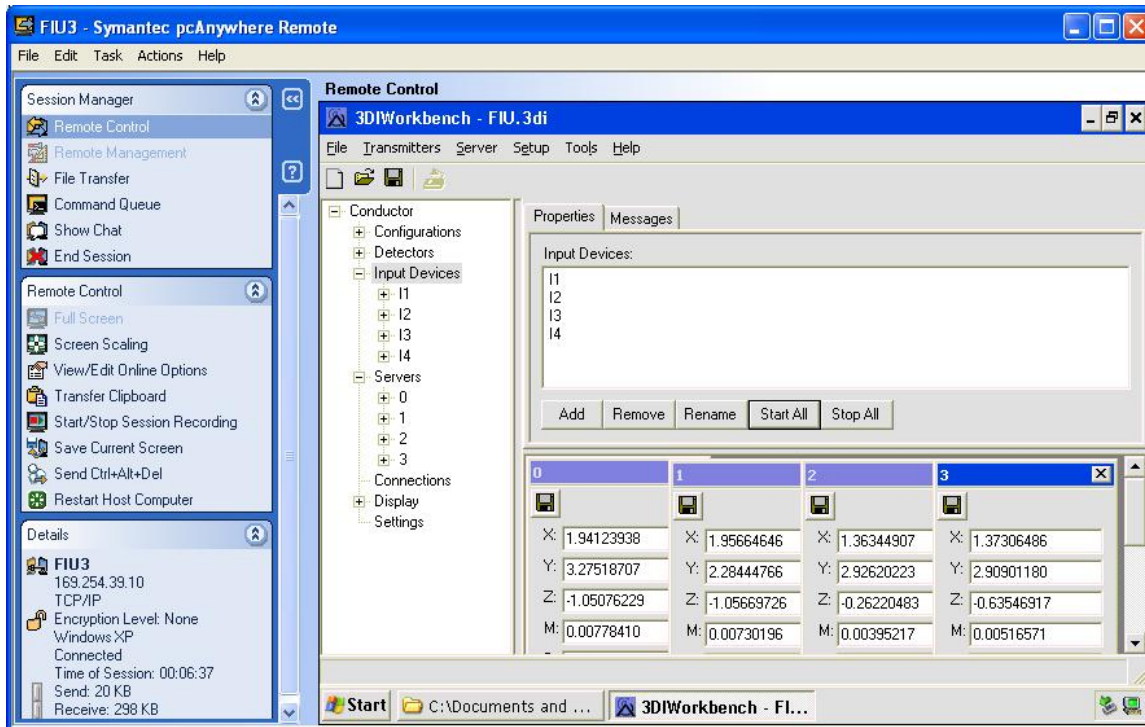 FIU3 - Symantec pcAnywhere Remote
File Edit Task Actions Help
Session Manager
Remote Control
Remote Management
File Transfer
Command Queue
Show Chat
End Session
Remote Control
Full Screen
Screen Scaling
View/Edit Online Options
Transfer Clipboard
Start/Stop Session Recording
Save Current Screen
Send Ctrl+Alt+Del
Restart Host Computer
Details
FIU3
169.254.39.10
TCP/IP
Encryption Level: None
Windows XP
Connected
Time of Session: 00:06:37
Send: 20 KB
Receive: 298 KB
Remote Control
3DIWorkbench - FIU.3di
File Transmitters Server Setup Tools Help
Conductor
Configurations
Detectors
Input Devices
I1
I2
I3
I4
Servers
0
1
2
3
Connections
Display
Settings
Properties Messages
Input Devices:
I1
I2
I3
I4
Add Remove Rename Start All Stop All
0 1 2 3
X: 1.94123938 X: 1.95664646 X: 1.36344907 X: 1.37306486
Y: 3.27518707 Y: 2.28444766 Y: 2.92620223 Y: 2.90901180
Z: -1.05076229 Z: -1.05669726 Z: -0.26220483 Z: -0.63546917
M: 0.00778410 M: 0.00730196 M: 0.00395217 M: 0.00516571
Start C:\Documents and ... 3DIWorkbench - FI...